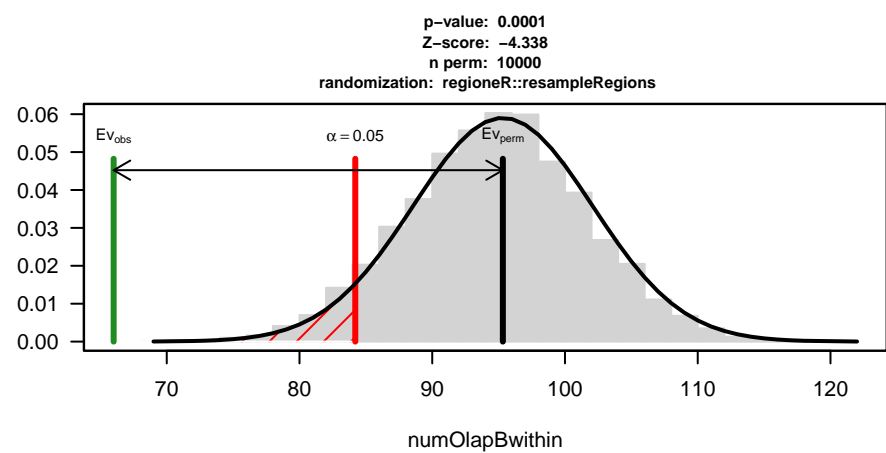 p−value: 0.0001
Z−score: −4.338
n perm: 10000
randomization: regioneR::resampleRegions
0.06
0.05
0.04
0.03
0.02
0.01
0.00
Evobs
α = 0.05
Evperm
70 80 90 100 110 120
numOlapBwithin